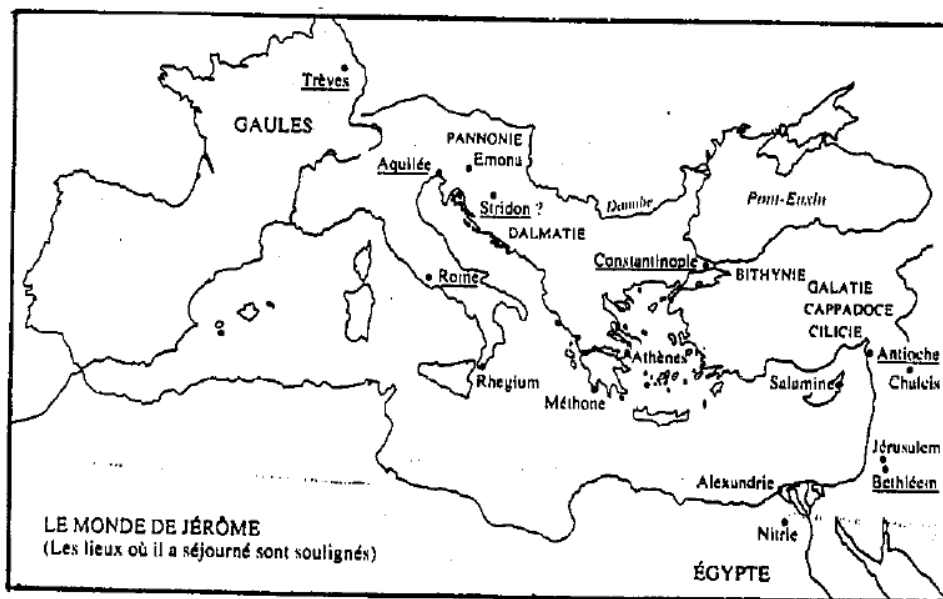 Trèves
GAULES
PANNONIE
Emona
Aquilée
Stridon ?
DALMATIE
Danube
Pont-Euxin
Constantinople
BITHYNIE
Rome
GALATIE
CAPPADOCE
CILICIE
Athènes
Antioche
Chalcis
Rhegium
Salamine
Méthone
Jérusalem
Bethléem
Alexandrie
Nitrie
LE MONDE DE JÉRÔME
(Les lieux où il a séjourné sont soulignés)
ÉGYPTE